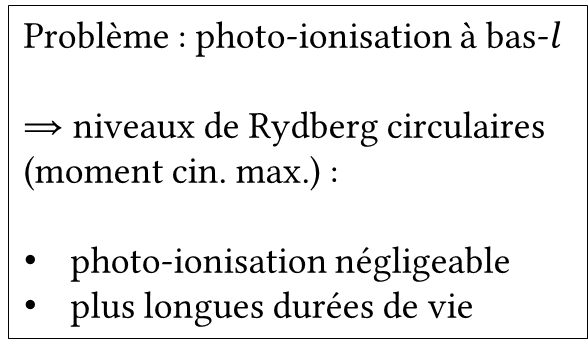 Problème : photo-ionisation à bas-l
⟹ niveaux de Rydberg circulaires
(moment cin. max.) :
• photo-ionisation négligeable
• plus longues durées de vie